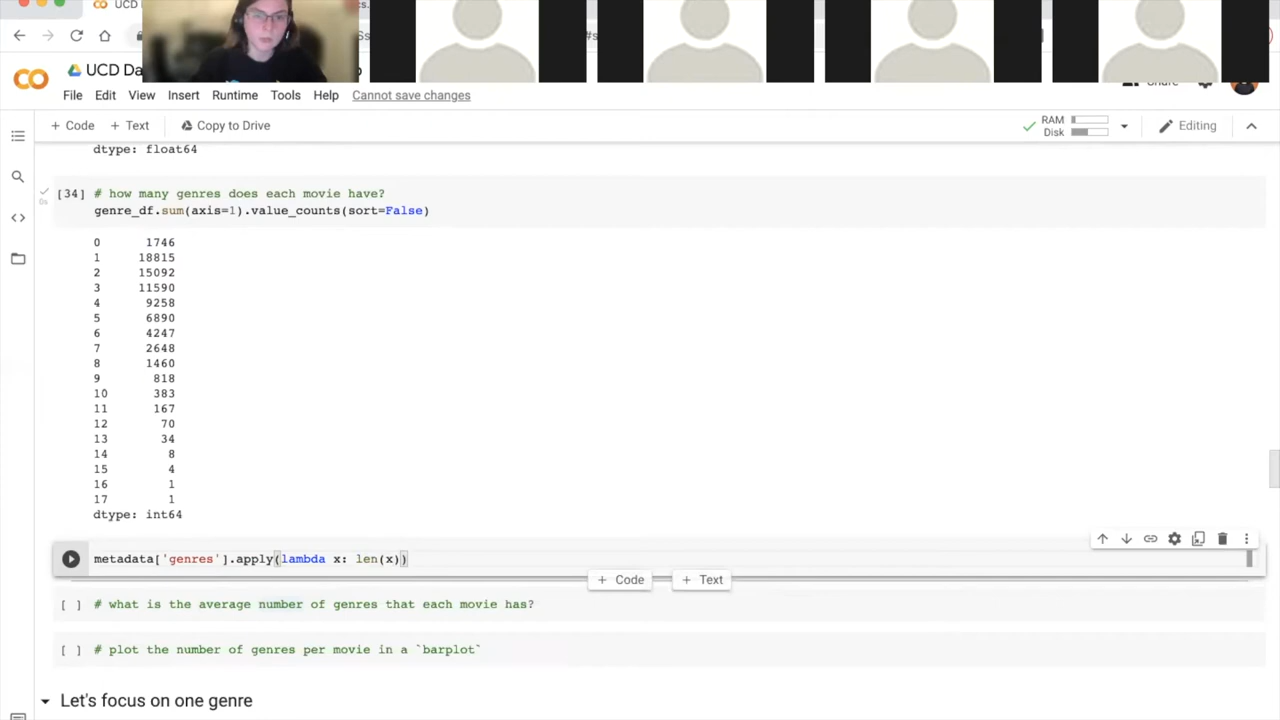 UCD
cs.
s
#s
UCD Da
File Edit View Insert Runtime Tools Help Cannot save changes
+ Code + Text Copy to Drive
RAM
Disk
Editing
dtype: float64
[34] # how many genres does each movie have?
0s
genre_df.sum(axis=1).value_counts(sort=False)
0 1746
1 18815
2 15092
3 11590
4 9258
5 6890
6 4247
7 2648
8 1460
9 818
10 383
11 167
12 70
13 34
14 8
15 4
16 1
17 1
dtype: int64
metadata['genres'].apply(lambda x: len(x))
+ Code + Text
[ ] # what is the average number of genres that each movie has?
[ ] # plot the number of genres per movie in a `barplot`
Let's focus on one genre